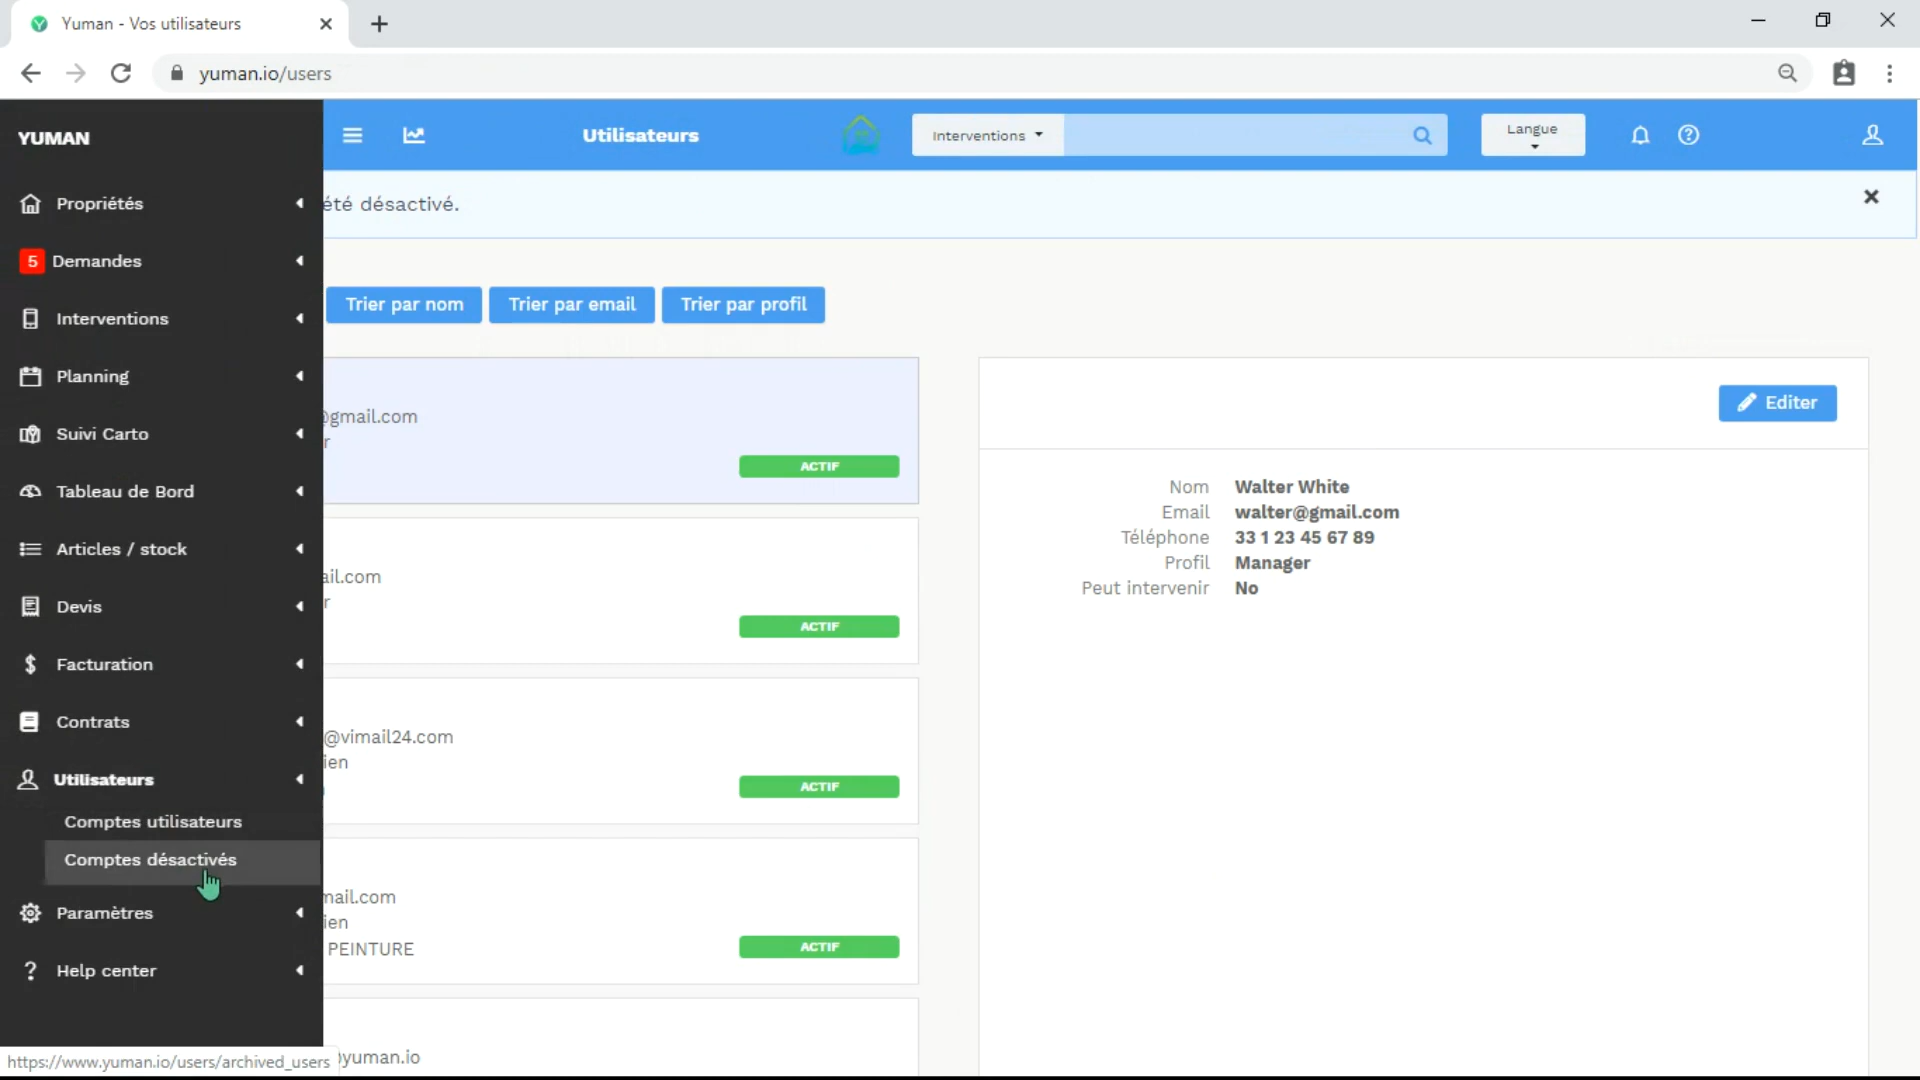 Yuman - Vos utilisateurs
yuman.io/users
YUMAN
Utilisateurs
Interventions
Langue
été désactivé.
Propriétés
5 Demandes
Interventions
Planning
Suivi Carto
Tableau de Bord
Articles / stock
Devis
$ Facturation
Contrats
Utilisateurs
Comptes utilisateurs
Comptes désactivés
Paramètres
? Help center
https://www.yuman.io/users/archived_users
Trier par nom
Trier par email
Trier par profil
@gmail.com
r
ACTIF
ail.com
r
ACTIF
@vimail24.com
ien
ACTIF
mail.com
ien
PEINTURE
ACTIF
yuman.io
Editer
Nom Walter White
Email walter@gmail.com
Téléphone 33 1 23 45 67 89
Profil Manager
Peut intervenir No